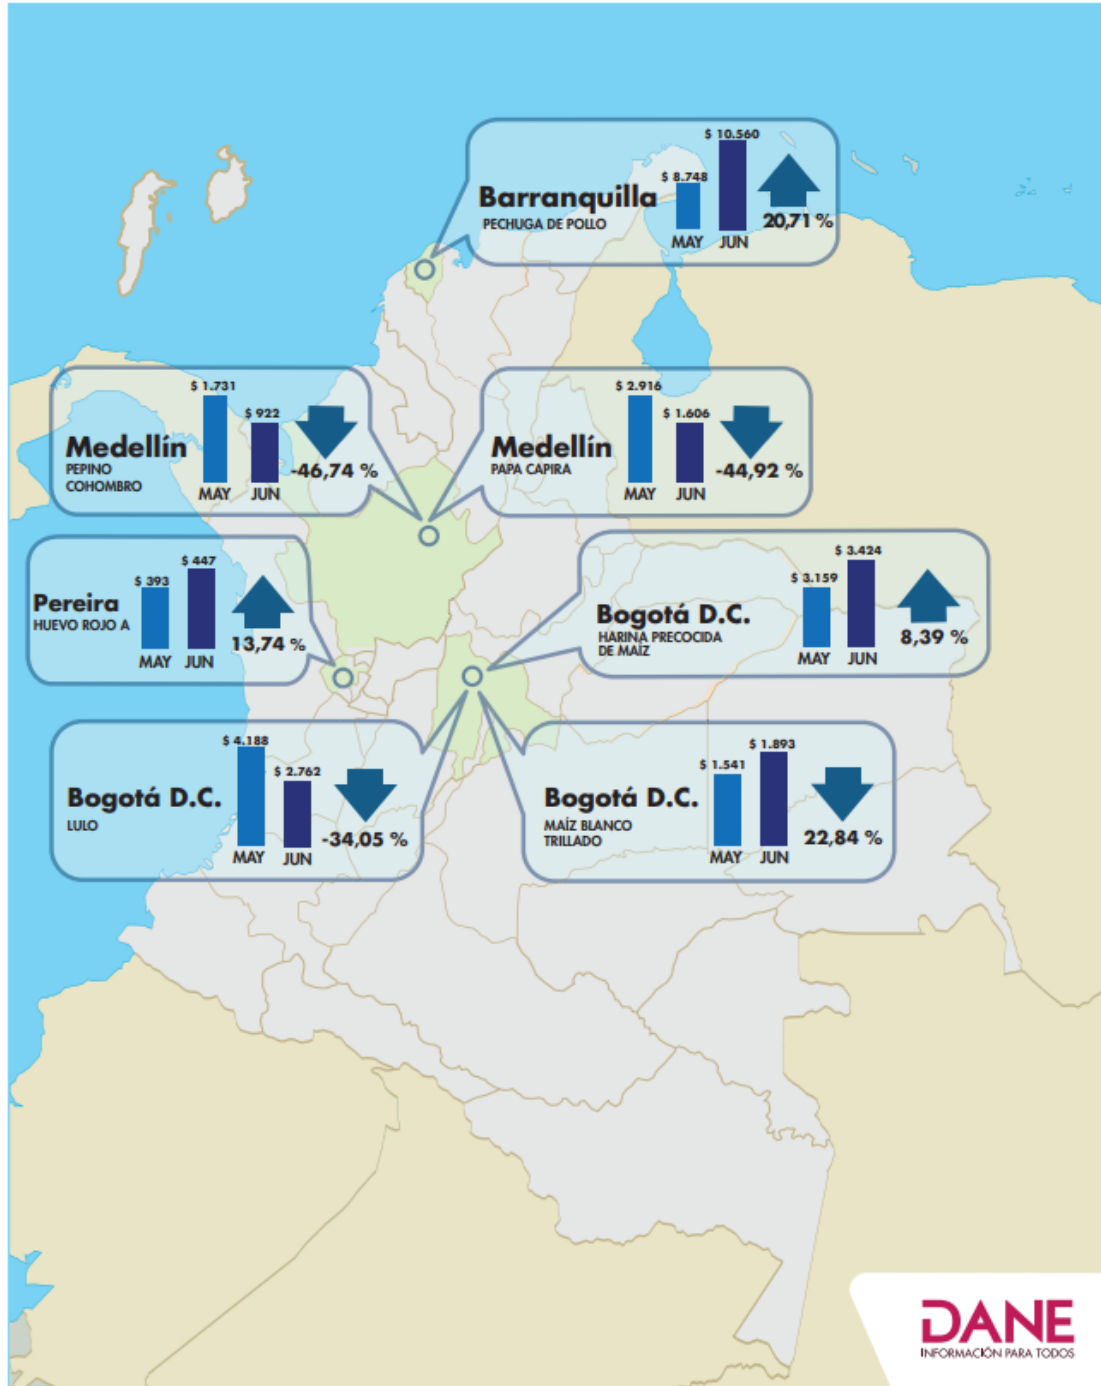 $ 10.560
$ 8.748
Barranquilla
PECHUGA DE POLLO
20,71 %
MAY JUN
$ 1.731
$ 922
Medellín
PEPINO
COHOMBRO
-46,74 %
MAY JUN
$ 2.916
$ 1.606
Medellín
PAPA CAPIRA
-44,92 %
MAY JUN
$ 447
$ 393
Pereira
HUEVO ROJO A
13,74 %
MAY JUN
$ 3.424
$ 3.159
Bogotá D.C.
HARINA PRECOCIDA
DE MAÍZ
8,39 %
MAY JUN
$ 4.188
$ 2.762
Bogotá D.C.
LULO
-34,05 %
MAY JUN
$ 1.893
$ 1.541
Bogotá D.C.
MAÍZ BLANCO
TRILLADO
22,84 %
MAY JUN
DANE
INFORMACIÓN PARA TODOS